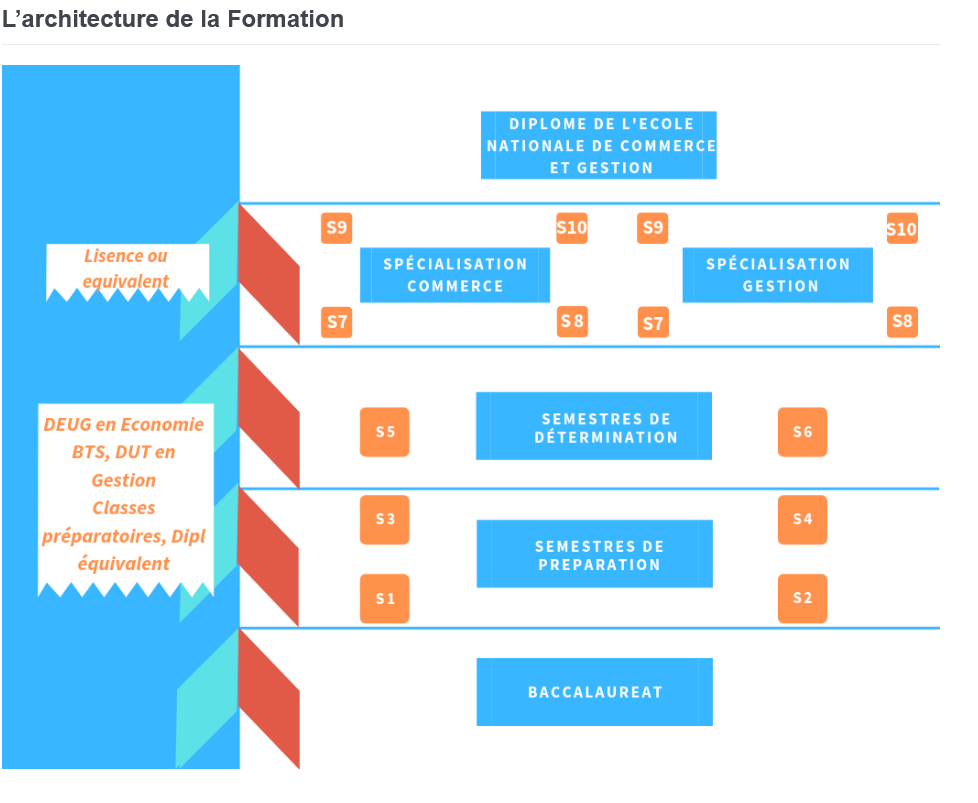 L’architecture de la Formation
DIPLOME DE L'ECOLE
NATIONALE DE COMMERCE
ET GESTION
S9
S10
S9
S10
Lisence ou
equivalent
SPÉCIALISATION
COMMERCE
SPÉCIALISATION
GESTION
S7
S8
S7
S8
DEUG en Economie
BTS, DUT en
Gestion
Classes
préparatoires, Dipl
équivalent
S5
SEMESTRES DE
DÉTERMINATION
S6
S3
S4
SEMESTRES DE
PREPARATION
S1
S2
BACCALAUREAT